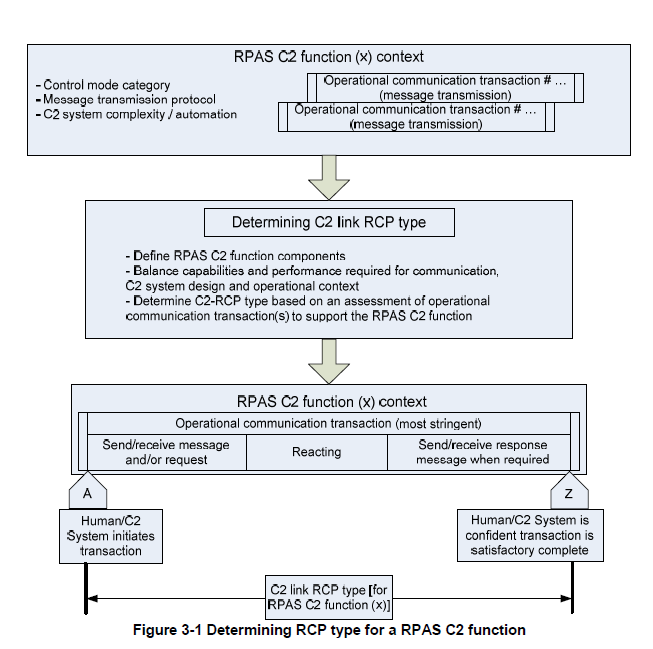 RPAS C2 function (x) context
- Control mode category
- Message transmission protocol
- C2 system complexity / automation
Operational communication transaction # ...
(message transmission)
Operational communication transaction # ...
(message transmission)
Determining C2 link RCP type
- Define RPAS C2 function components
- Balance capabilities and performance required for communication,
C2 system design and operational context
- Determine C2-RCP type based on an assessment of operational
communication transaction(s) to support the RPAS C2 function
RPAS C2 function (x) context
Operational communication transaction (most stringent)
Send/receive message
and/or request
Reacting
Send/receive response
message when required
A
Z
Human/C2
System initiates
transaction
Human/C2 System is
confident transaction is
satisfactory complete
C2 link RCP type [for
RPAS C2 function (x)]
Figure 3-1 Determining RCP type for a RPAS C2 function